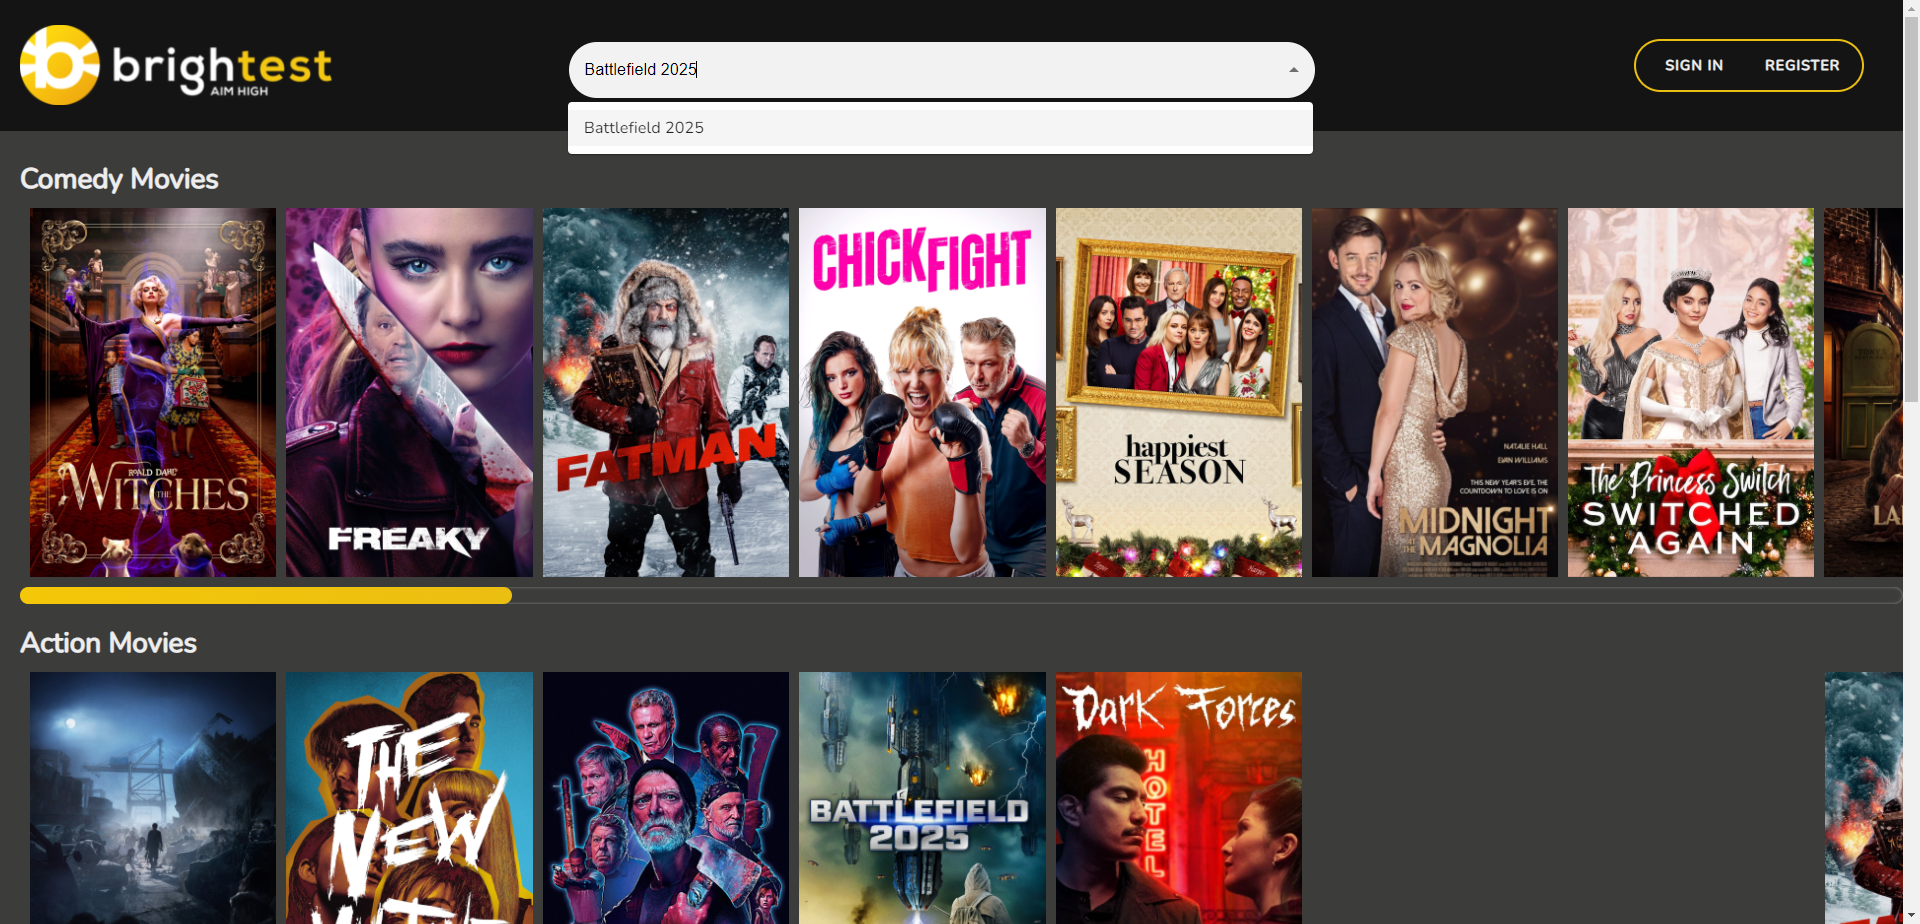 brightest
AIM HIGH
Battlefield 2025
SIGN IN
REGISTER
Battlefield 2025
Comedy Movies
ROALD DAHL'
THE
WITCHES
FREAKY
FATMAN
CHICK FIGHT
happiest
SEASON
NATALIE HALL
EVAN WILLIAMS
THIS NEW YEAR'S EVE, THE
COUNTDOWN TO LOVE IS ON
MIDNIGHT
AT THE MAGNOLIA
The Princess Switch
SWITCHED
AGAIN
LA
Action Movies
THE
NEW
BATTLEFIELD
2025
Dark Forces
HOTEL